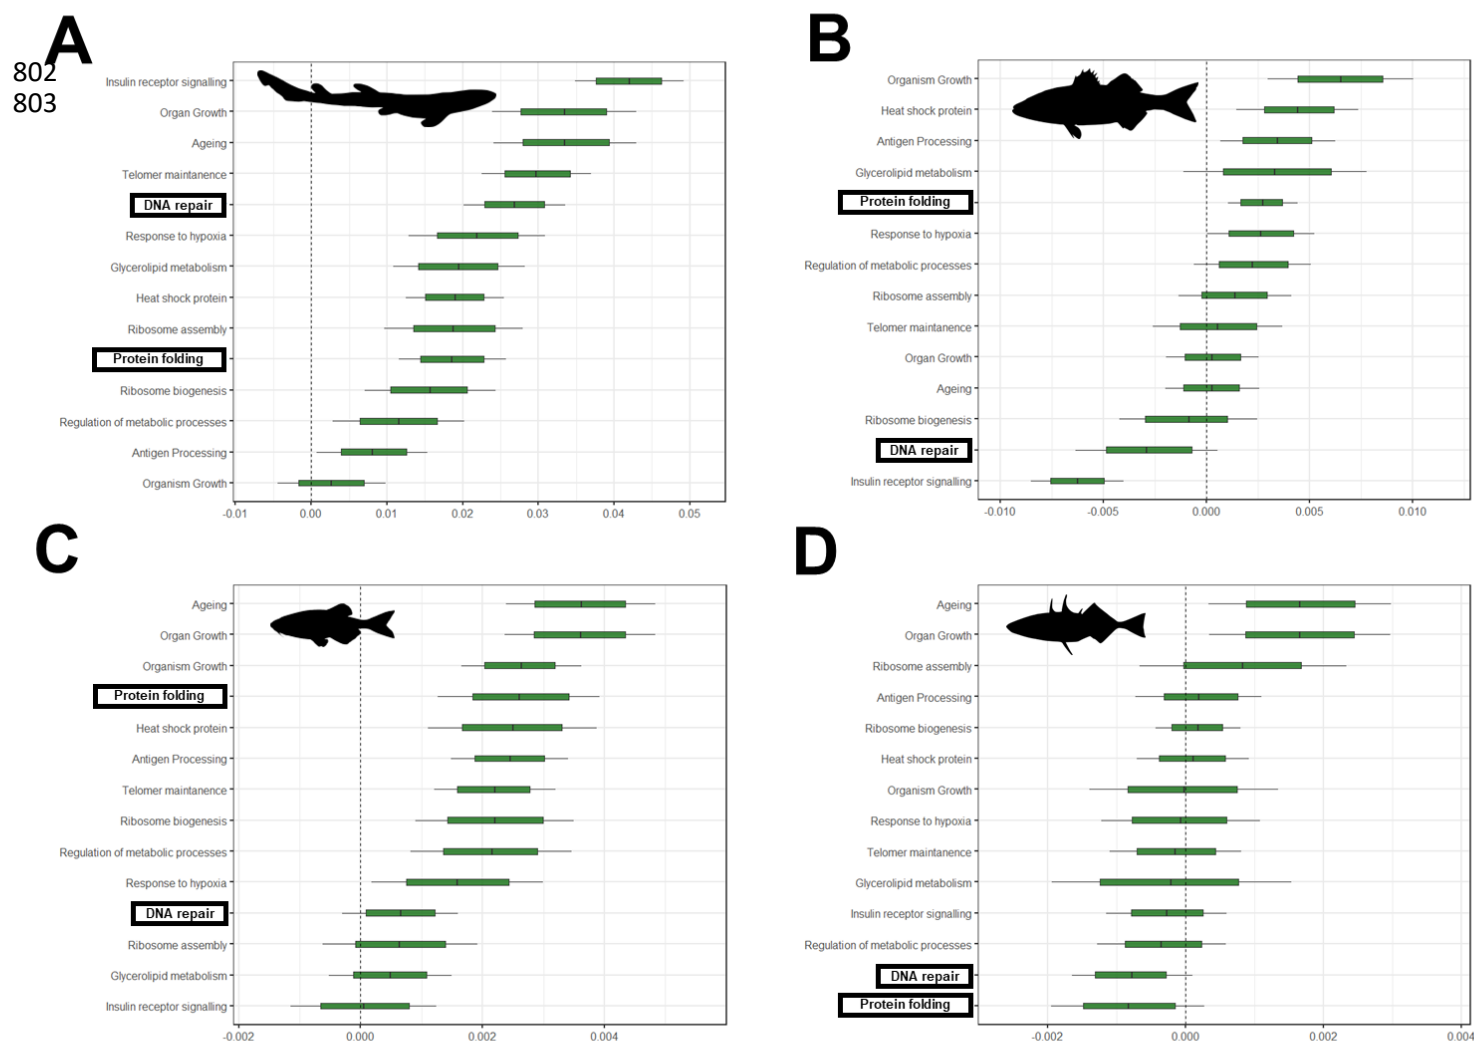 A
802
803
Insulin receptor signalling
Organ Growth
Ageing
Telomer maintanence
DNA repair
Response to hypoxia
Glycerolipid metabolism
Heat shock protein
Ribosome assembly
Protein folding
Ribosome biogenesis
Regulation of metabolic processes
Antigen Processing
Organism Growth
-0.01 0.00 0.01 0.02 0.03 0.04 0.05
B
Organism Growth
Heat shock protein
Antigen Processing
Glycerolipid metabolism
Protein folding
Response to hypoxia
Regulation of metabolic processes
Ribosome assembly
Telomer maintanence
Organ Growth
Ageing
Ribosome biogenesis
DNA repair
Insulin receptor signalling
-0.010 -0.005 0.000 0.005 0.010
C
Ageing
Organ Growth
Organism Growth
Protein folding
Heat shock protein
Antigen Processing
Telomer maintanence
Ribosome biogenesis
Regulation of metabolic processes
Response to hypoxia
DNA repair
Ribosome assembly
Glycerolipid metabolism
Insulin receptor signalling
-0.002 0.000 0.002 0.004
D
Ageing
Organ Growth
Ribosome assembly
Antigen Processing
Ribosome biogenesis
Heat shock protein
Organism Growth
Response to hypoxia
Telomer maintanence
Glycerolipid metabolism
Insulin receptor signalling
Regulation of metabolic processes
DNA repair
Protein folding
-0.002 0.000 0.002 0.004